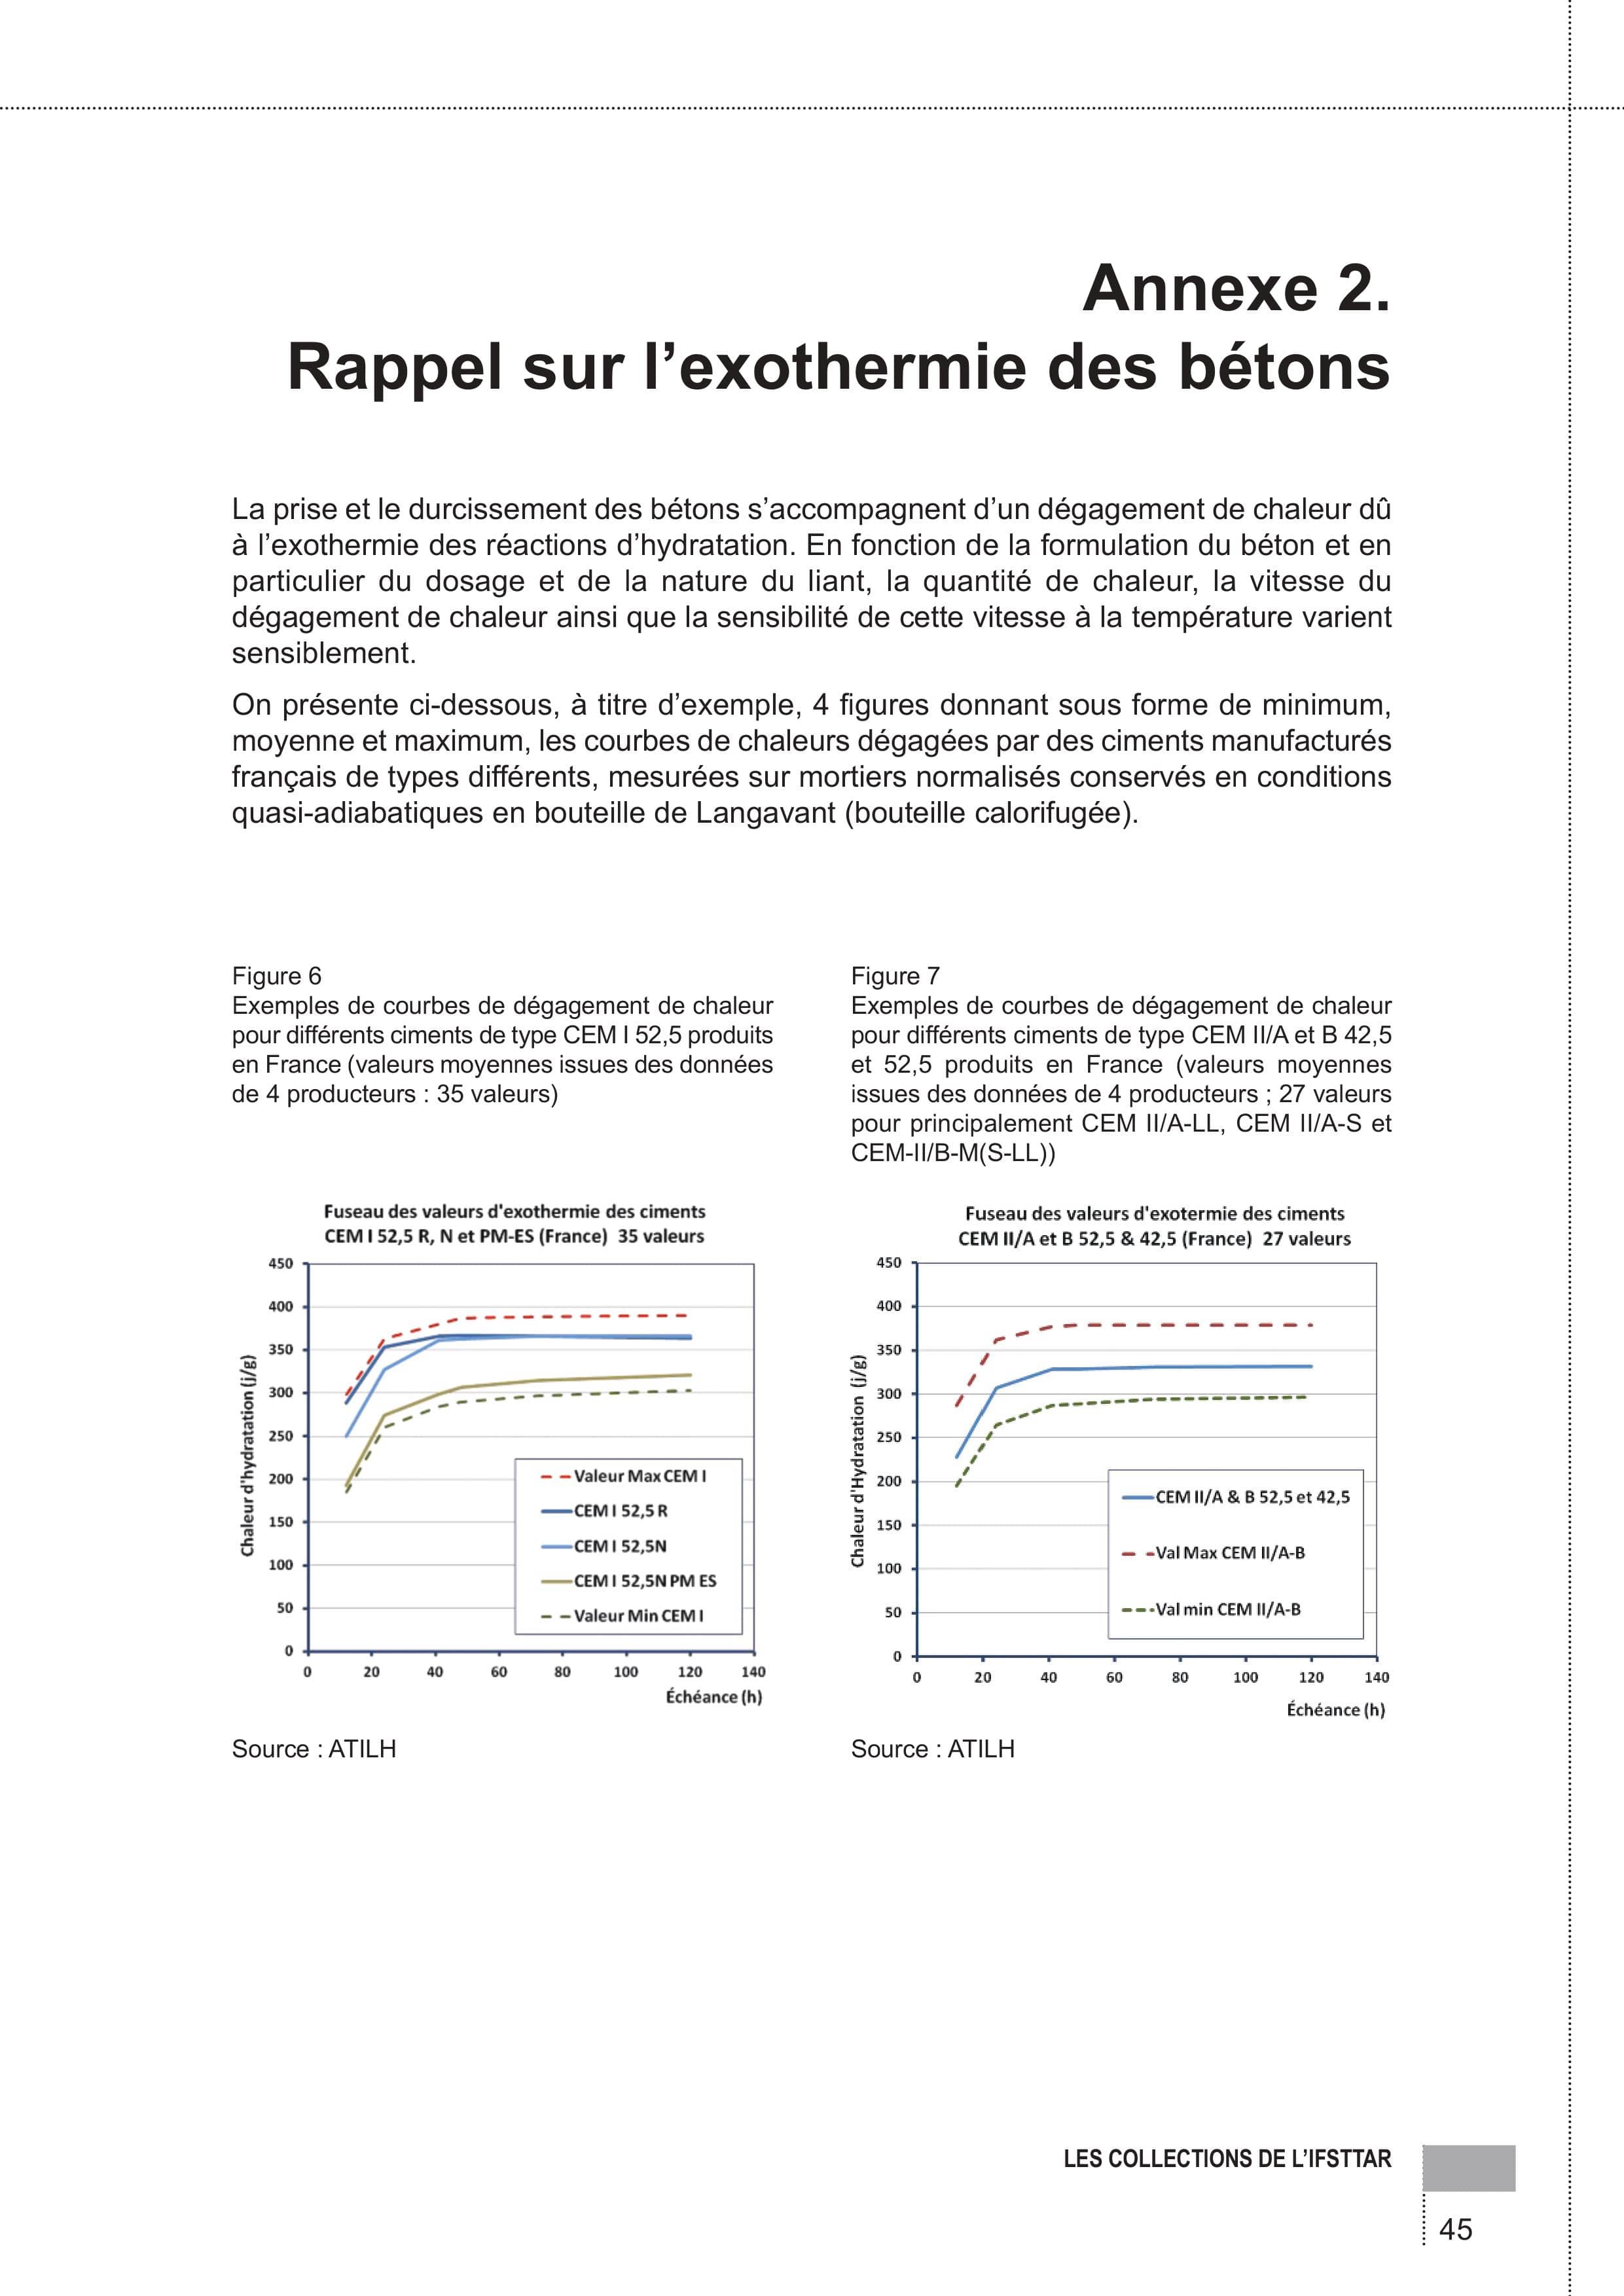 Annexe 2.
Rappel sur l’exothermie des bétons
La prise et le durcissement des bétons s’accompagnent d’un dégagement de chaleur dû
à l’exothermie des réactions d’hydratation. En fonction de la formulation du béton et en
particulier du dosage et de la nature du liant, la quantité de chaleur, la vitesse du
dégagement de chaleur ainsi que la sensibilité de cette vitesse à la température varient
sensiblement.
On présente ci-dessous, à titre d’exemple, 4 figures donnant sous forme de minimum,
moyenne et maximum, les courbes de chaleurs dégagées par des ciments manufacturés
français de types différents, mesurées sur mortiers normalisés conservés en conditions
quasi-adiabatiques en bouteille de Langavant (bouteille calorifugée).
Figure 6
Exemples de courbes de dégagement de chaleur
pour différents ciments de type CEM I 52,5 produits
en France (valeurs moyennes issues des données
de 4 producteurs : 35 valeurs)
Fuseau des valeurs d'exothermie des ciments
CEM I 52,5 R, N et PM-ES (France) 35 valeurs
Chaleur d'hydratation (j/g)
450
400
350
300
250
200
150
100
50
0
Valeur Max CEM I
CEM I 52,5 R
CEM I 52,5N
CEM I 52,5N PM ES
Valeur Min CEM I
0 20 40 60 80 100 120 140
Échéance (h)
Source : ATILH
Figure 7
Exemples de courbes de dégagement de chaleur
pour différents ciments de type CEM II/A et B 42,5
et 52,5 produits en France (valeurs moyennes
issues des données de 4 producteurs ; 27 valeurs
pour principalement CEM II/A-LL, CEM II/A-S et
CEM-II/B-M(S-LL))
Fuseau des valeurs d'exotermie des ciments
CEM II/A et B 52,5 & 42,5 (France) 27 valeurs
Chaleur d'Hydratation (j/g)
450
400
350
300
250
200
150
100
50
0
CEM II/A & B 52,5 et 42,5
Val Max CEM II/A-B
Val min CEM II/A-B
0 20 40 60 80 100 120 140
Échéance (h)
Source : ATILH
LES COLLECTIONS DE L’IFSTTAR
45